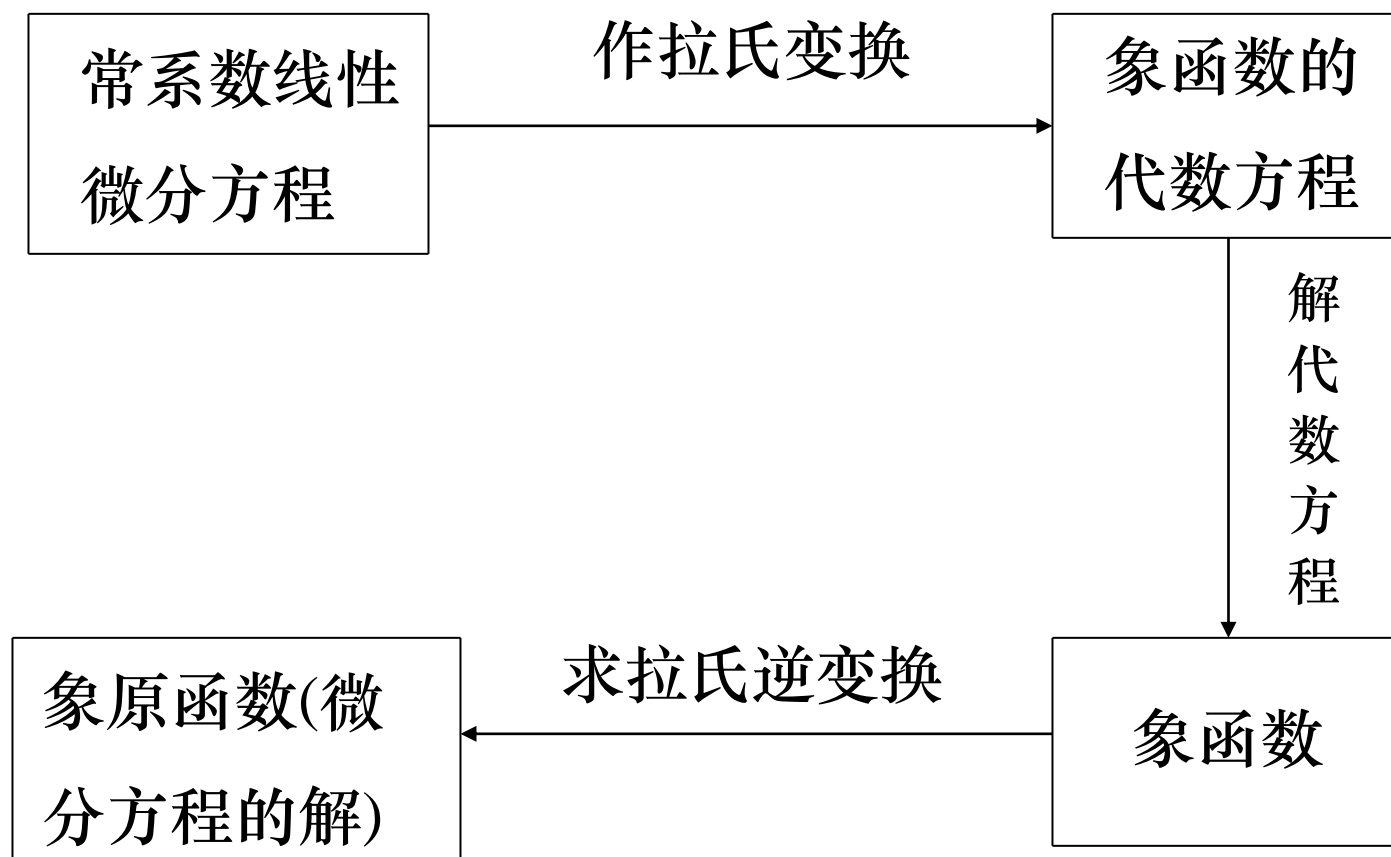 常系数线性
微分方程
作拉氏变换
象函数的
代数方程
解
代
数
方
程
象函数
求拉氏逆变换
象原函数(微
分方程的解)